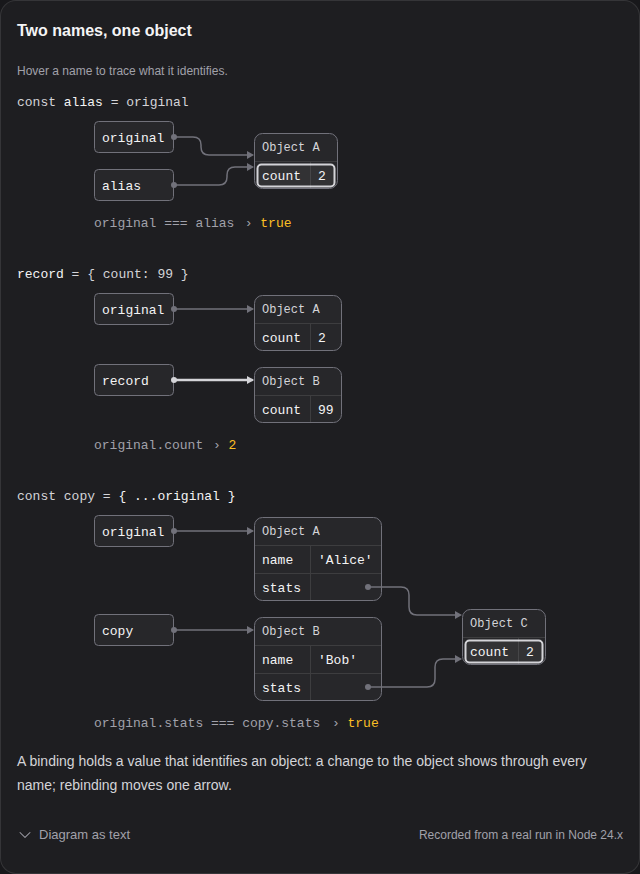 Two names, one object
Hover a name to trace what it identifies.
const alias = original
original
Object A
count 2
alias
original === alias › true
record = { count: 99 }
original
Object A
count 2
record
Object B
count 99
original.count › 2
const copy = { ...original }
original
Object A
name 'Alice'
stats
copy
Object B
name 'Bob'
stats
Object C
count 2
original.stats === copy.stats › true
A binding holds a value that identifies an object: a change to the object shows through every
name; rebinding moves one arrow.
Diagram as text
Recorded from a real run in Node 24.x